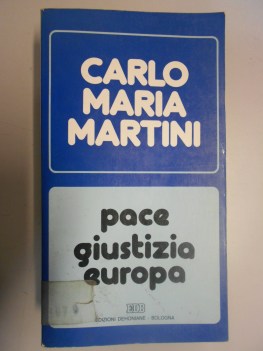 CARLO
MARIA
MARTINI
pace
giustizia
europa
EDB
EDIZIONI DEHONIANE - BOLOGNA